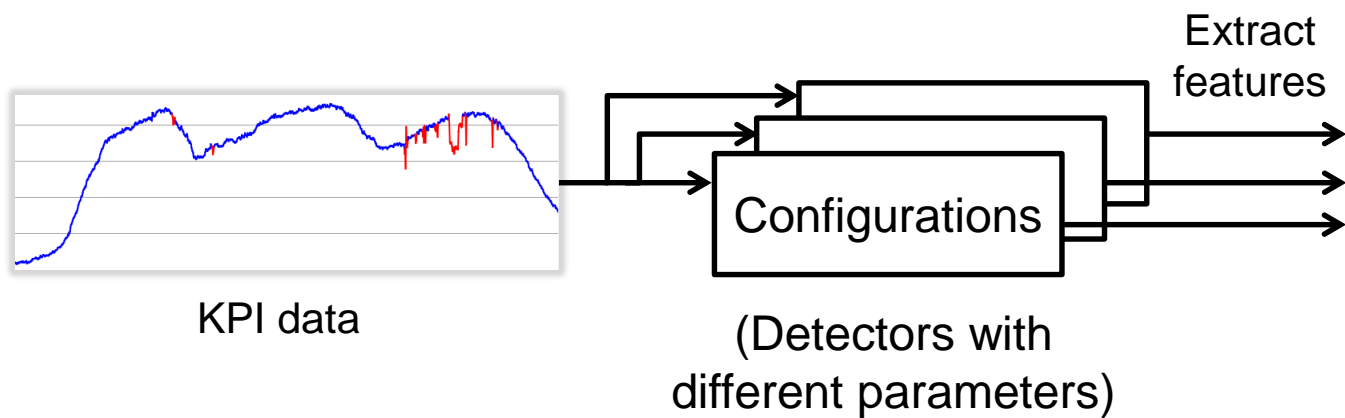 Extract
features
Configurations
KPI data
(Detectors with
different parameters)